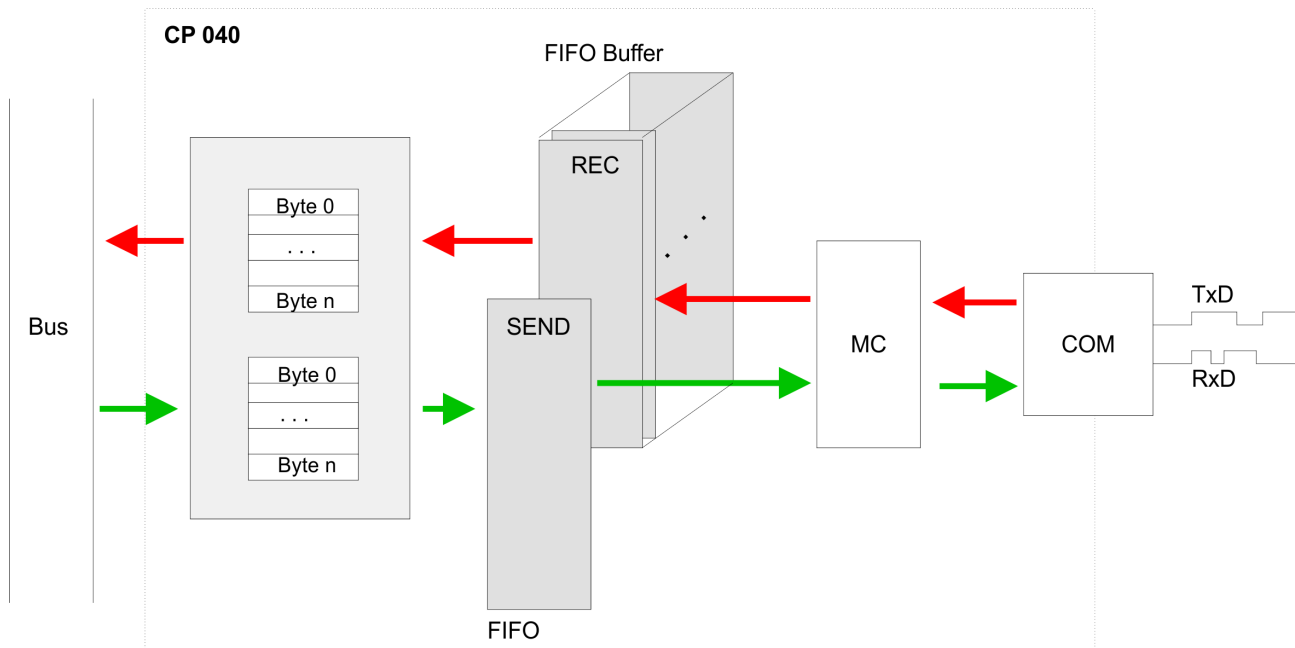 CP 040
FIFO Buffer
REC
Byte 0
. . .
Byte n
Bus
SEND
MC
COM
TxD
RxD
Byte 0
. . .
Byte n
FIFO